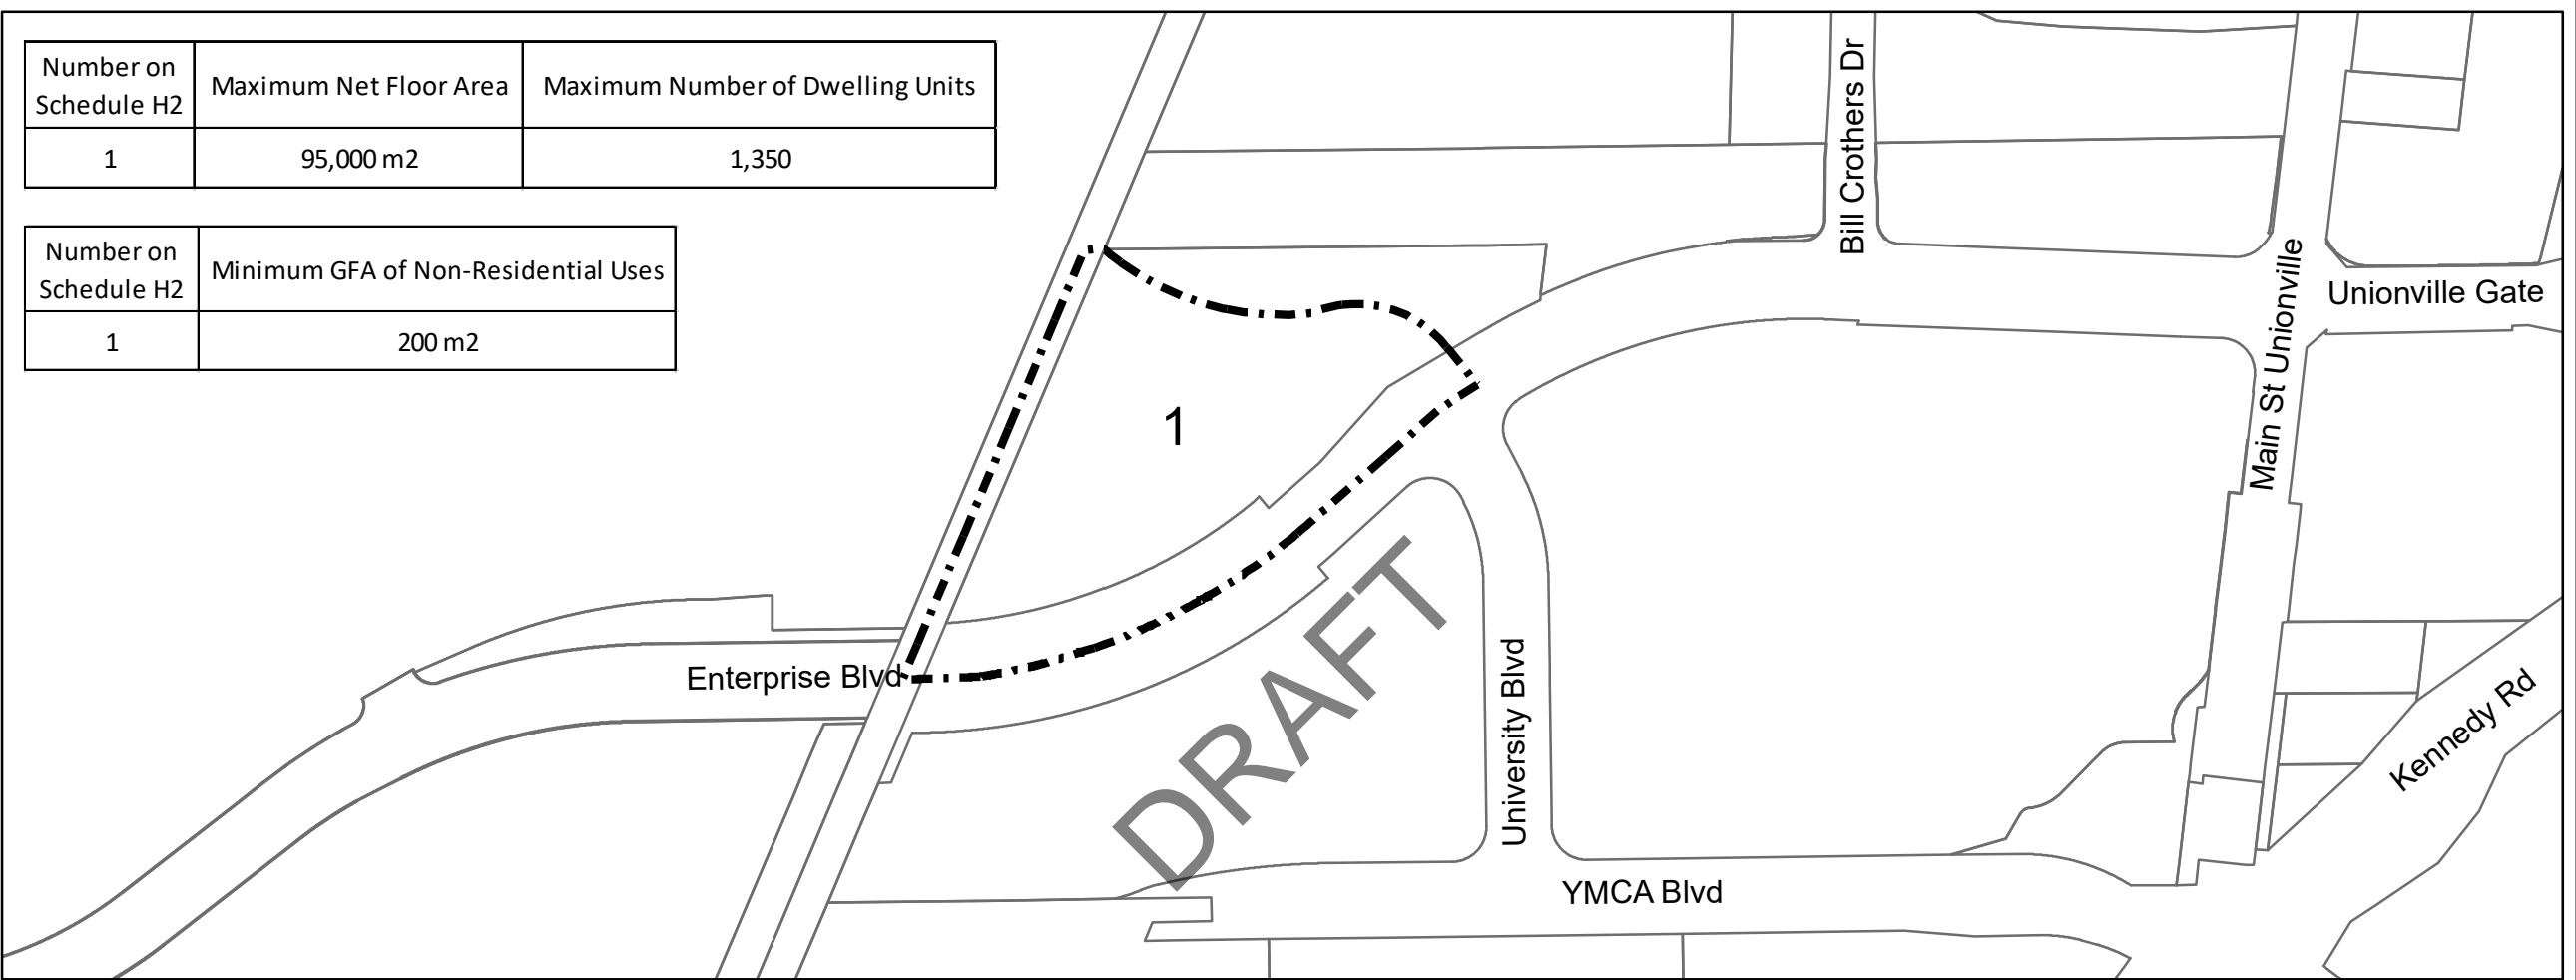 Number on
Schedule H2
Maximum Net Floor Area
Maximum Number of Dwelling Units
1
95,000 m2
1,350
Number on
Schedule H2
Minimum GFA of Non-Residential Uses
1
200 m2
Bill Crothers Dr
Main St Unionville
Unionville Gate
1
Enterprise Blvd
DRAFT
University Blvd
Kennedy Rd
YMCA Blvd